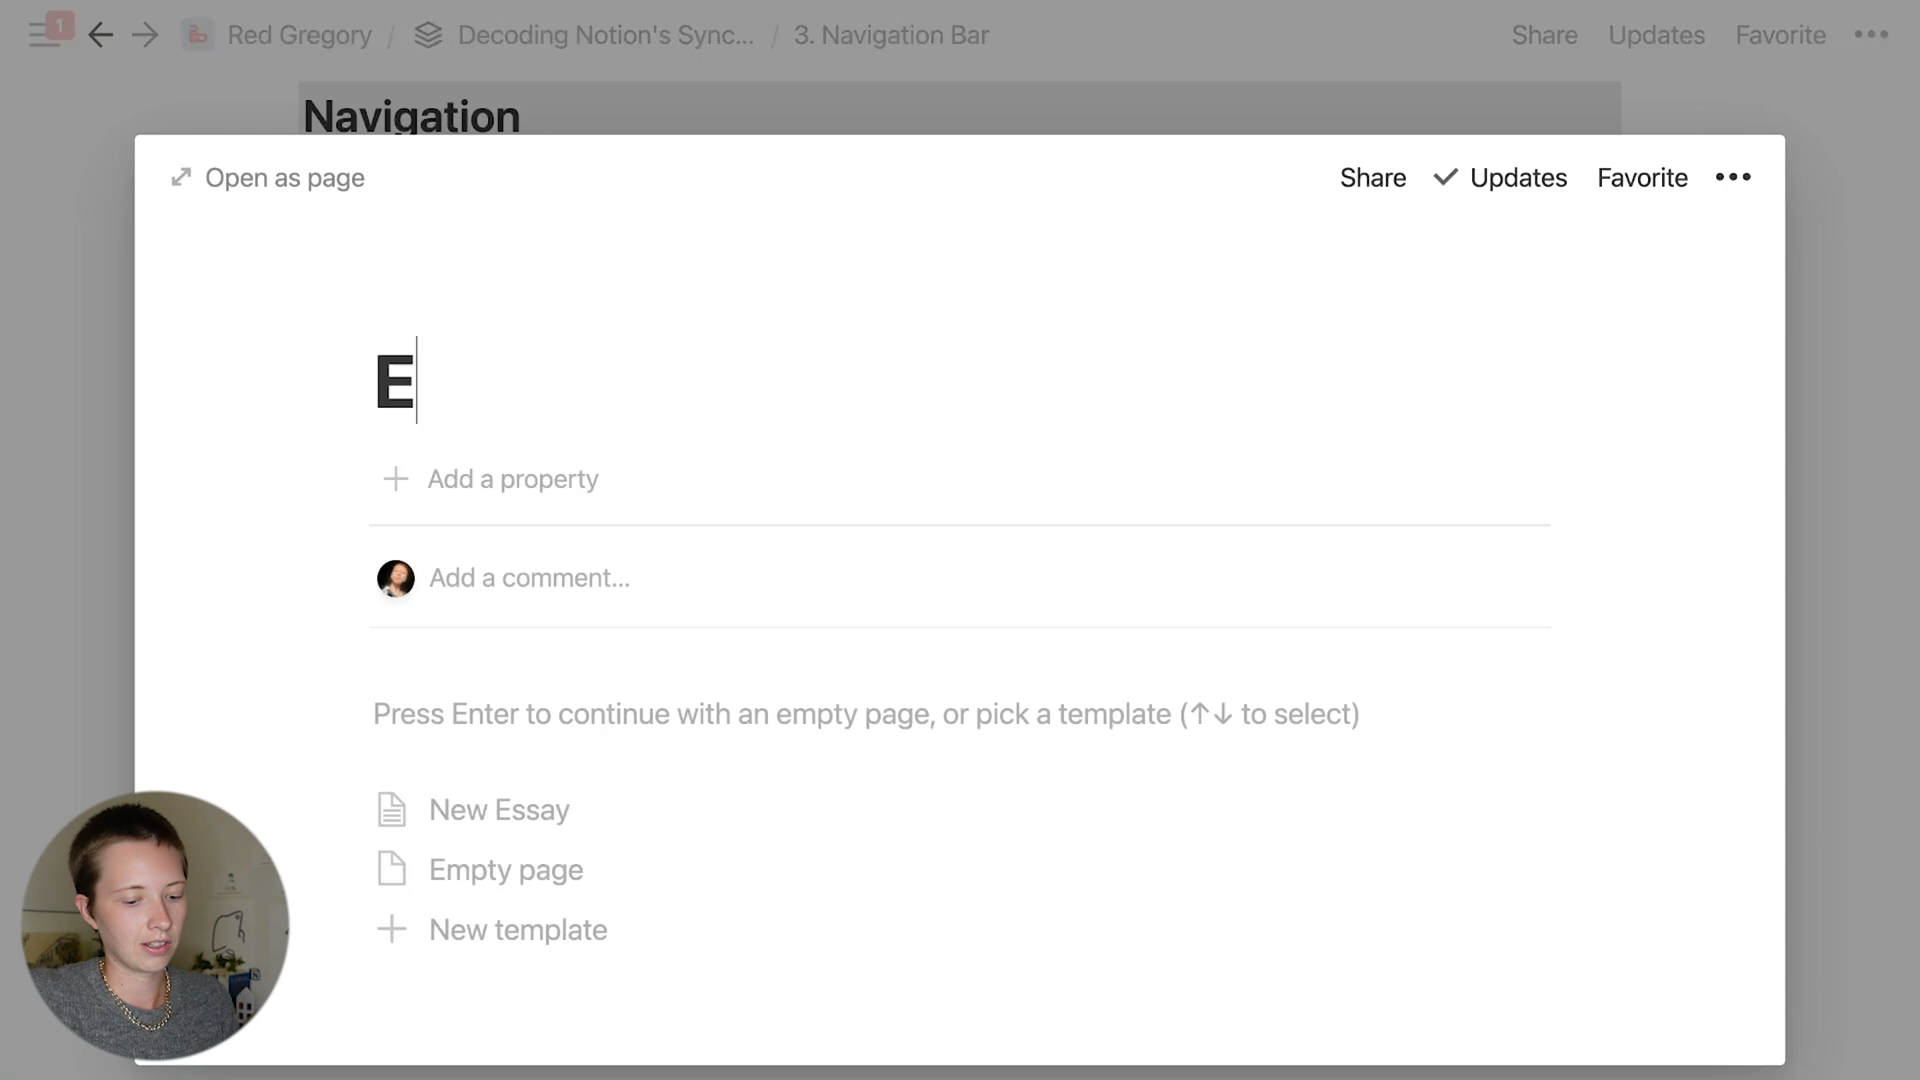 1
Red Gregory / Decoding Notion's Sync... / 3. Navigation Bar
Share Updates Favorite
Navigation
Open as page
Share Updates Favorite
E
Add a property
Add a comment...
Press Enter to continue with an empty page, or pick a template (↑↓ to select)
New Essay
Empty page
New template